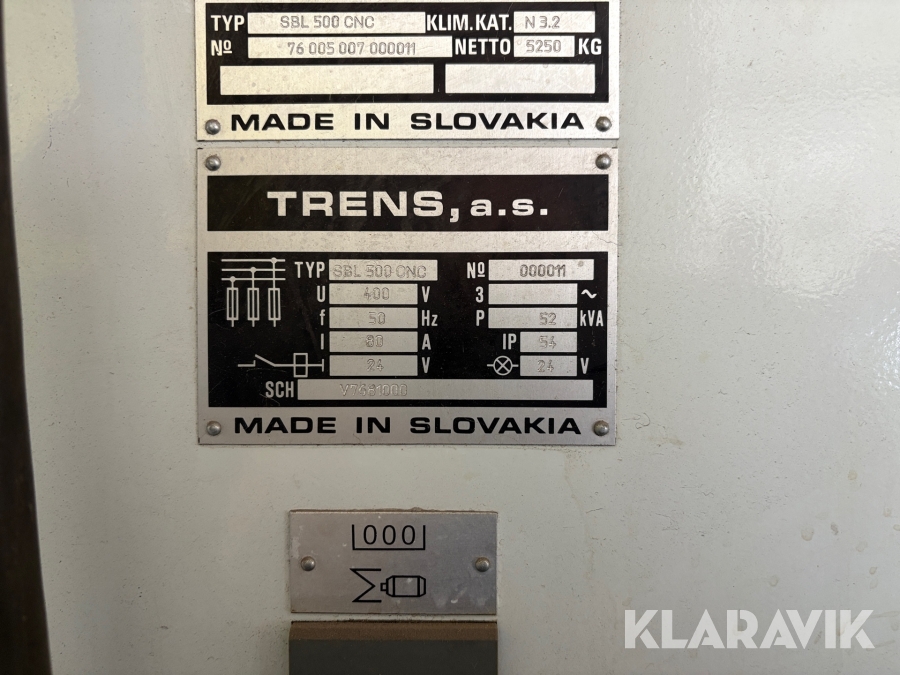 TYP SBL 500 CNC KLIM.KAT. N 3.2
№ 76 005 007 000011 NETTO 5250 KG
MADE IN SLOVAKIA
TRENS, a.s.
TYP SBL 500 CNC № 000011
U 400 V 3 ~
f 50 Hz P 52 kVA
I 80 A IP 54
24 V 24 V
SCH
MADE IN SLOVAKIA
000
Σ
KLARAVIK